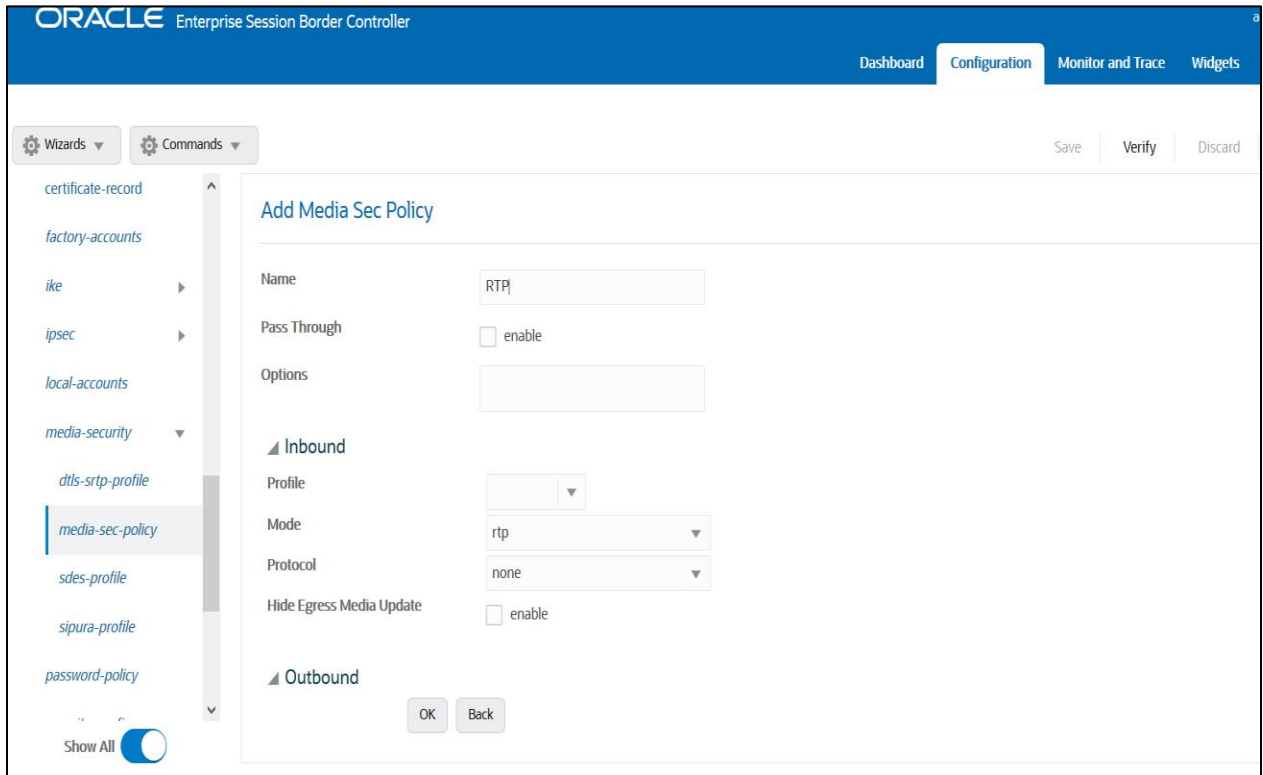 ORACLE Enterprise Session Border Controller
a
Dashboard Configuration Monitor and Trace Widgets
Wizards Commands
Save Verify Discard
certificate-record
factory-accounts
ike
ipsec
local-accounts
media-security
dtls-srtp-profile
media-sec-policy
sdes-profile
sipura-profile
password-policy
Show All
Add Media Sec Policy
Name RTP
Pass Through enable
Options
Inbound
Profile
Mode rtp
Protocol none
Hide Egress Media Update enable
Outbound
OK Back